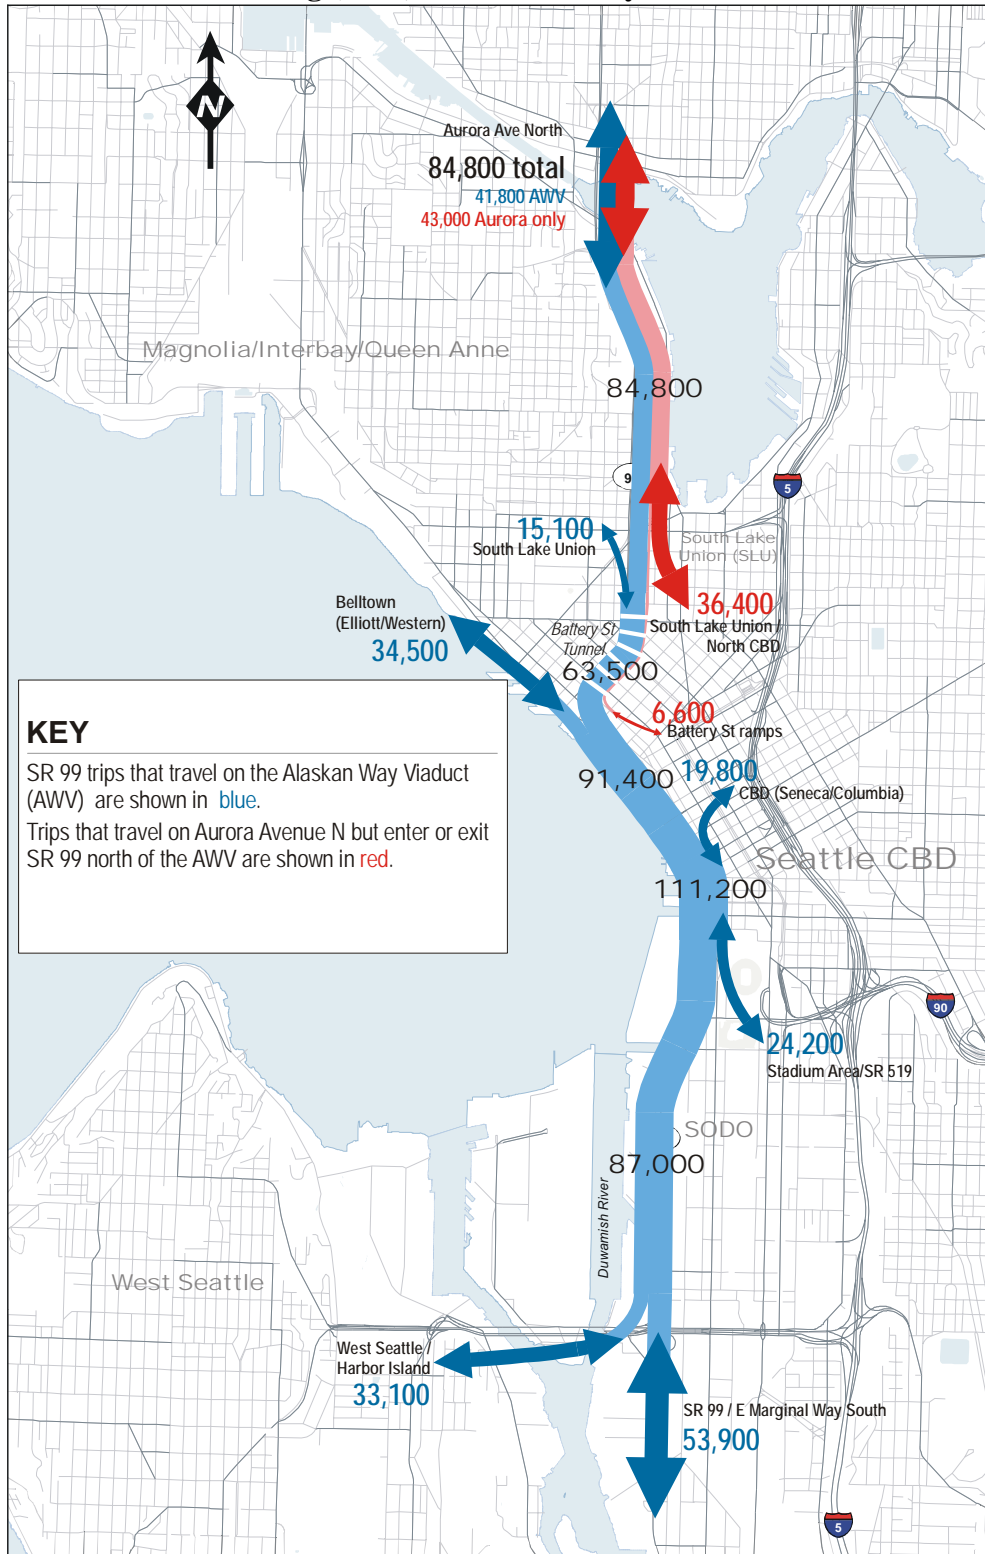 N
Aurora Ave North
84,800 total
41,800 AWV
43,000 Aurora only
Magnolia/Interbay/Queen Anne
84,800
9
5
15,100
South Lake Union
South Lake
Union (SLU)
36,400
South Lake Union /
North CBD
Belltown
(Elliott/Western)
34,500
Battery St
Tunnel
63,500
6,600
Battery St ramps
KEY
SR 99 trips that travel on the Alaskan Way Viaduct
(AWV) are shown in blue.
Trips that travel on Aurora Avenue N but enter or exit
SR 99 north of the AWV are shown in red.
91,400
19,800
CBD (Seneca/Columbia)
Seattle CBD
111,200
90
24,200
Stadium Area/SR 519
SODO
87,000
Duwamish River
West Seattle
West Seattle /
Harbor Island
33,100
SR 99 / E Marginal Way South
53,900
5